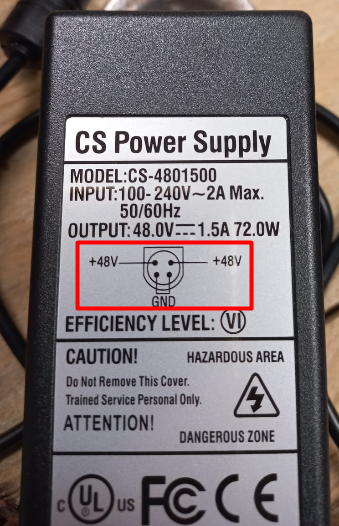 CS Power Supply
MODEL:CS-4801500
INPUT:100-240V~2A Max.
50/60Hz
OUTPUT:48.0V⎓1.5A 72.0W
+48V +48V
GND
EFFICIENCY LEVEL: VI
CAUTION! HAZARDOUS AREA
Do Not Remove This Cover.
Trained Service Personal Only.
ATTENTION!
DANGEROUS ZONE
C UL US FC CE